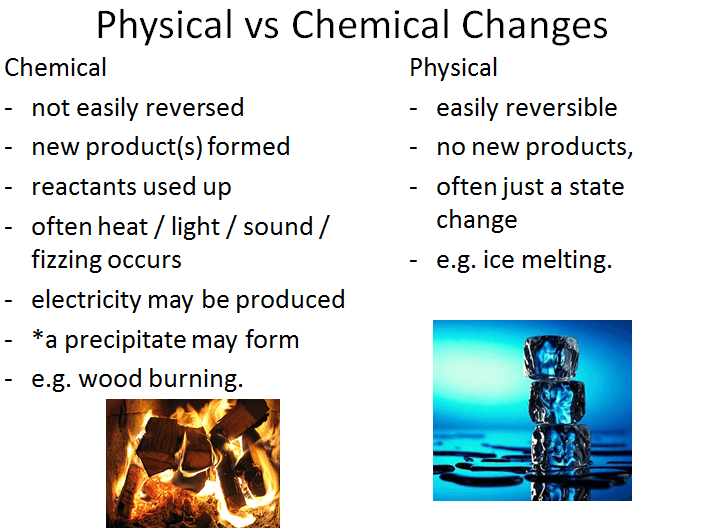 Physical vs Chemical Changes
Chemical
- not easily reversed
- new product(s) formed
- reactants used up
- often heat / light / sound /
fizzing occurs
- electricity may be produced
- *a precipitate may form
- e.g. wood burning.
Physical
- easily reversible
- no new products,
- often just a state
change
- e.g. ice melting.